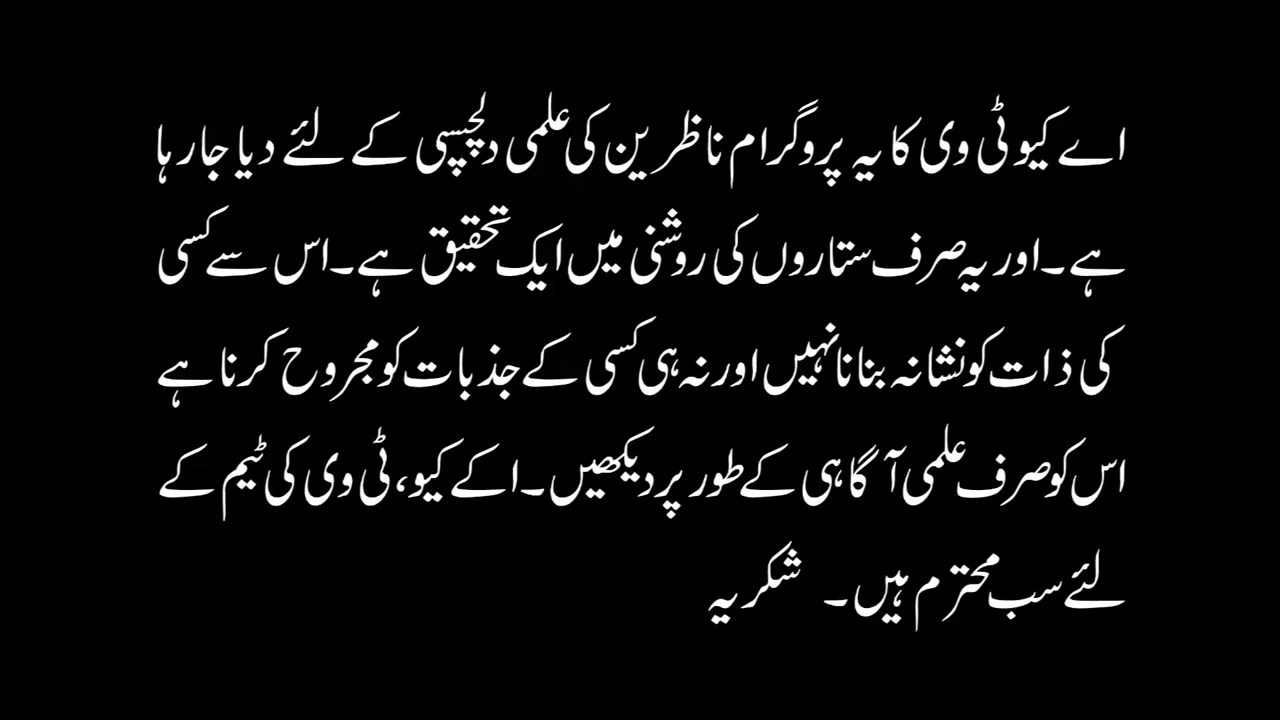 اے کیو ٹی وی کا یہ پروگرام ناظرین کی علمی دلچسپی کے لئے دیا جا رہا
ہے۔ اور یہ صرف ستاروں کی روشنی میں ایک تحقیق ہے۔ اس سے کسی
کی ذات کو نشانہ بنانا نہیں اور نہ ہی کسی کے جذبات کو مجروح کرنا ہے
اس کو صرف علمی آگاہی کے طور پر دیکھیں۔ اکے کیو، ٹی وی کی ٹیم کے
لئے سب محترم ہیں۔ شکریہ